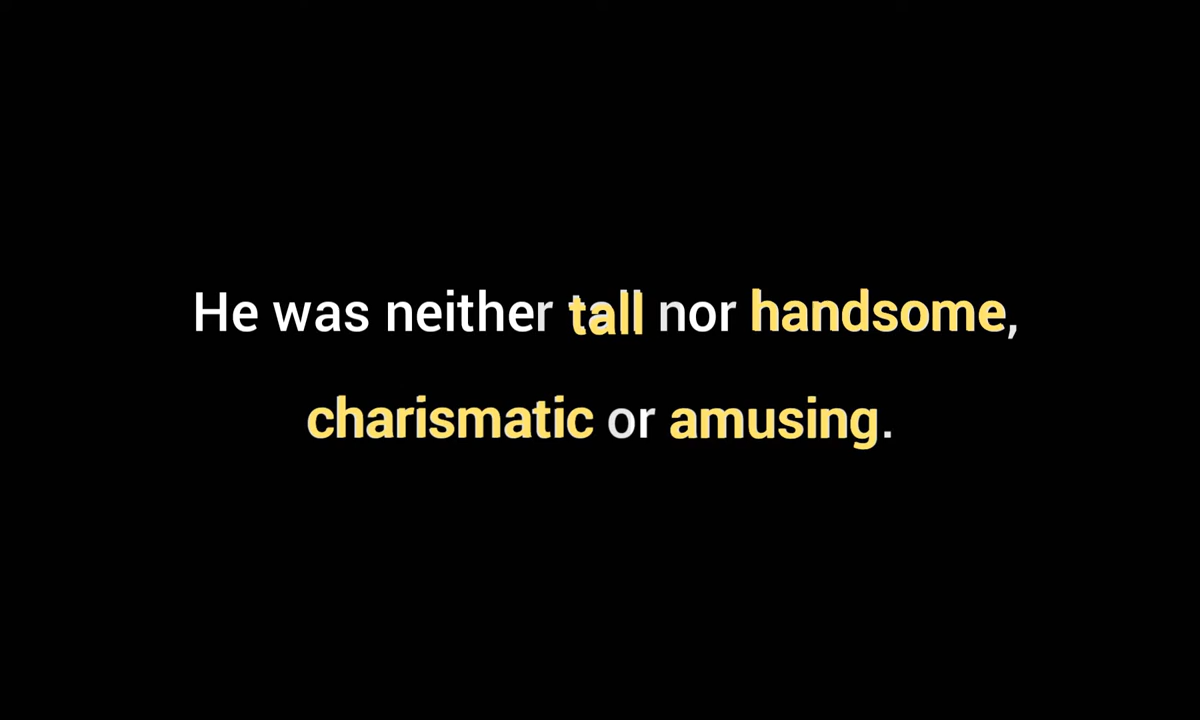 He was neither tall nor handsome,
charismatic or amusing.